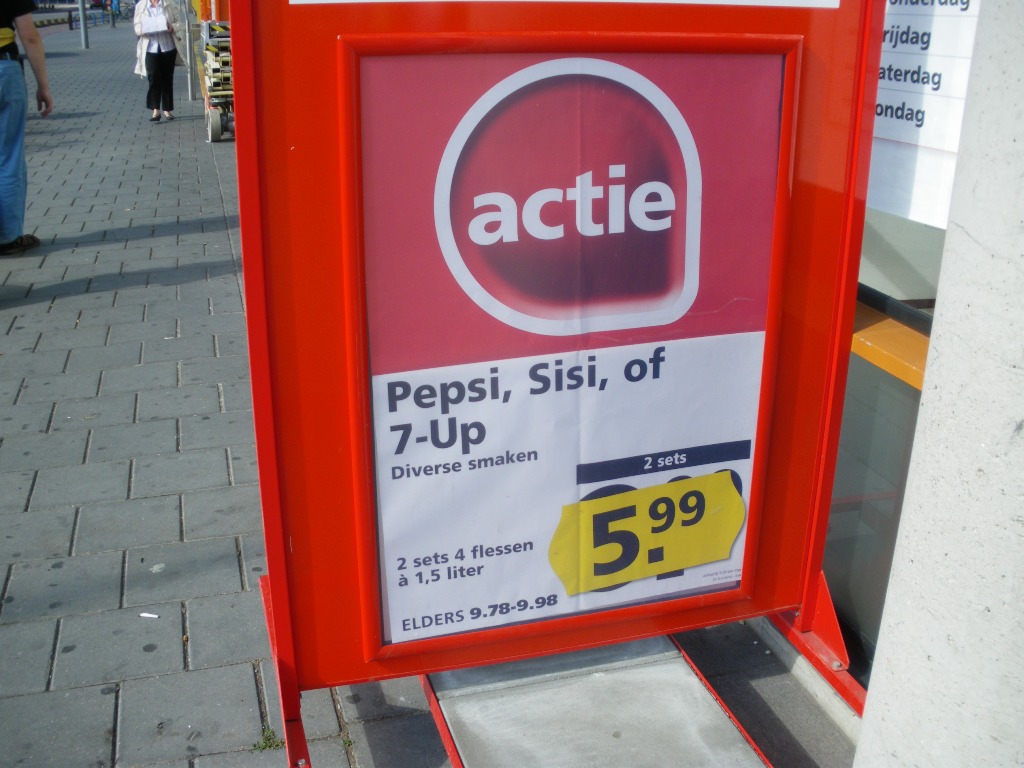 actie
Pepsi, Sisi, of
7-Up
Diverse smaken
2 sets
5.99
2 sets 4 flessen
à 1,5 liter
ELDERS 9.78-9.98
onderdag
rijdag
aterdag
ondag